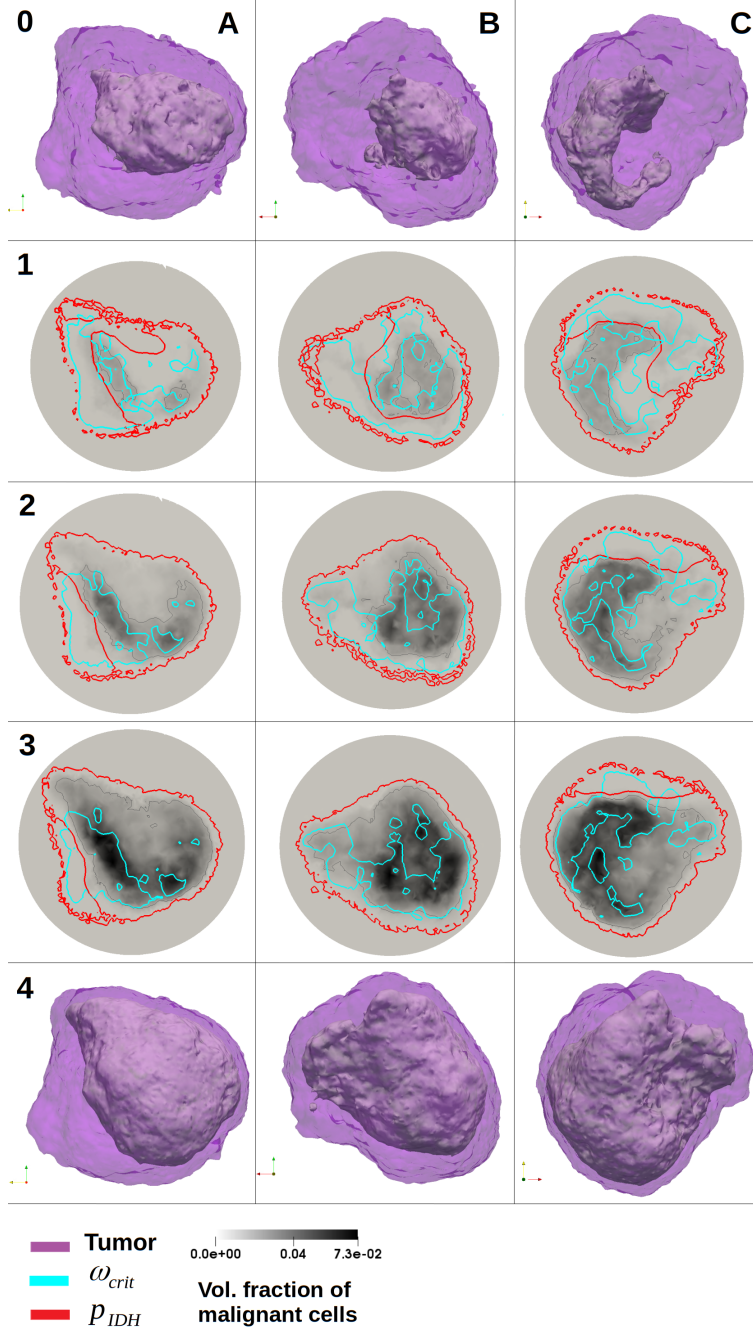 0 A B C
1
2
3
4
Tumor
ω_crit
p_IDH
0.0e+00 0.04 7.3e-02
Vol. fraction of
malignant cells